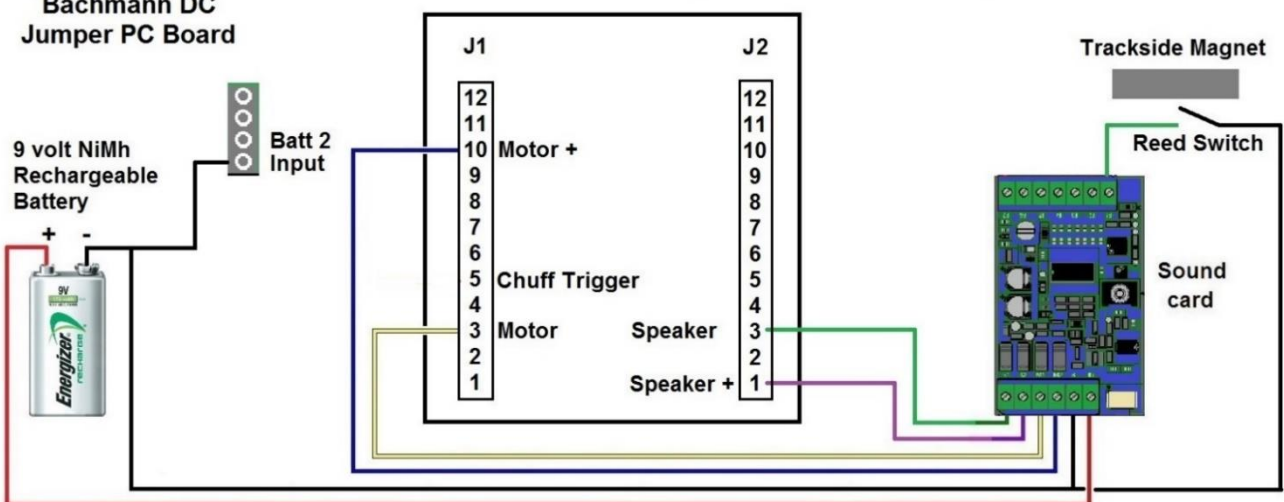 Bachmann DC
Jumper PC Board
J1
J2
Trackside Magnet
Reed Switch
Batt 2
Input
9 volt NiMh
Rechargeable
Battery
+ -
9V
Energizer
recharge
12
11
10 Motor +
9
8
7
6
5 Chuff Trigger
4
3 Motor
2
1
12
11
10
9
8
7
6
5
4
Speaker 3
2
Speaker + 1
Sound
card